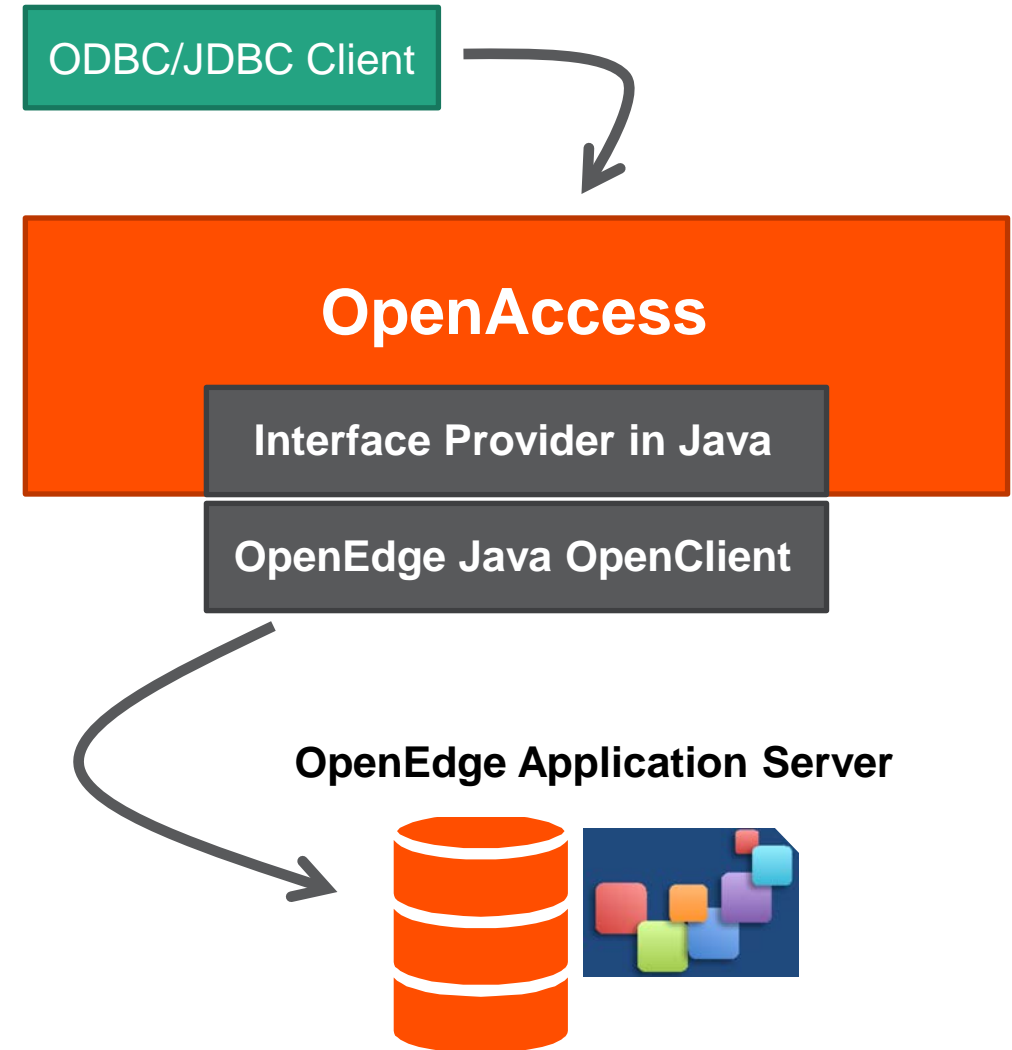 ODBC/JDBC Client
OpenAccess
Interface Provider in Java
OpenEdge Java OpenClient
OpenEdge Application Server